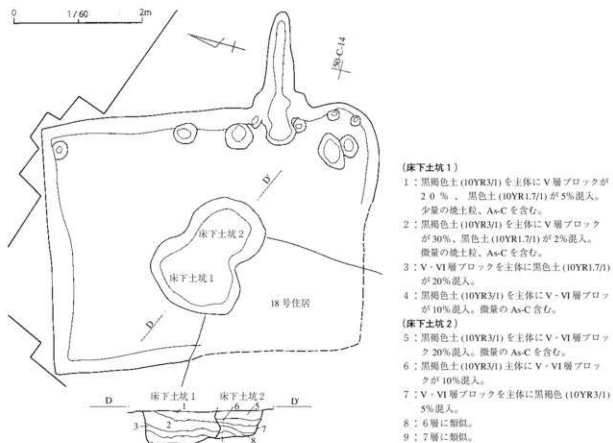 0 1/60 2m
50-C-14
D'
床下土坑 2
床下土坑 1
18 号住居
D
床下土坑 1 床下土坑 2
D 1 6 5 D'
3 2 7
8
(床下土坑 1)
1：黒褐色土 (10YR3/1) を主体に V 層ブロックが
２０％、黒色土 (10YR1.7/1) が 5%混入。
少量の焼土粒、As-C を含む。
2：黒褐色土 (10YR3/1) を主体に V 層ブロック
が30%、黒色土 (10YR1.7/1) が 2%混入。
微量の焼土粒、As-C を含む。
3：V・VI 層ブロックを主体に黒色土 (10YR1.7/1)
が 20%混入。
4：黒褐色土 (10YR3/1) を主体に V・VI 層ブロッ
が 10%混入。微量の As-C 含む。
(床下土坑 2)
5：黒褐色土 (10YR3/1) を主体に V・VI 層ブロッ
ク 20%混入。微量の As-C を含む。
6：黒褐色土 (10YR3/1) 主体に V・VI 層ブロッ
クが 10%混入。
7：V・VI 層ブロックを主体に黒褐色 (10YR3/1)
5%混入。
8：6 層に類似。
9：7 層に類似。